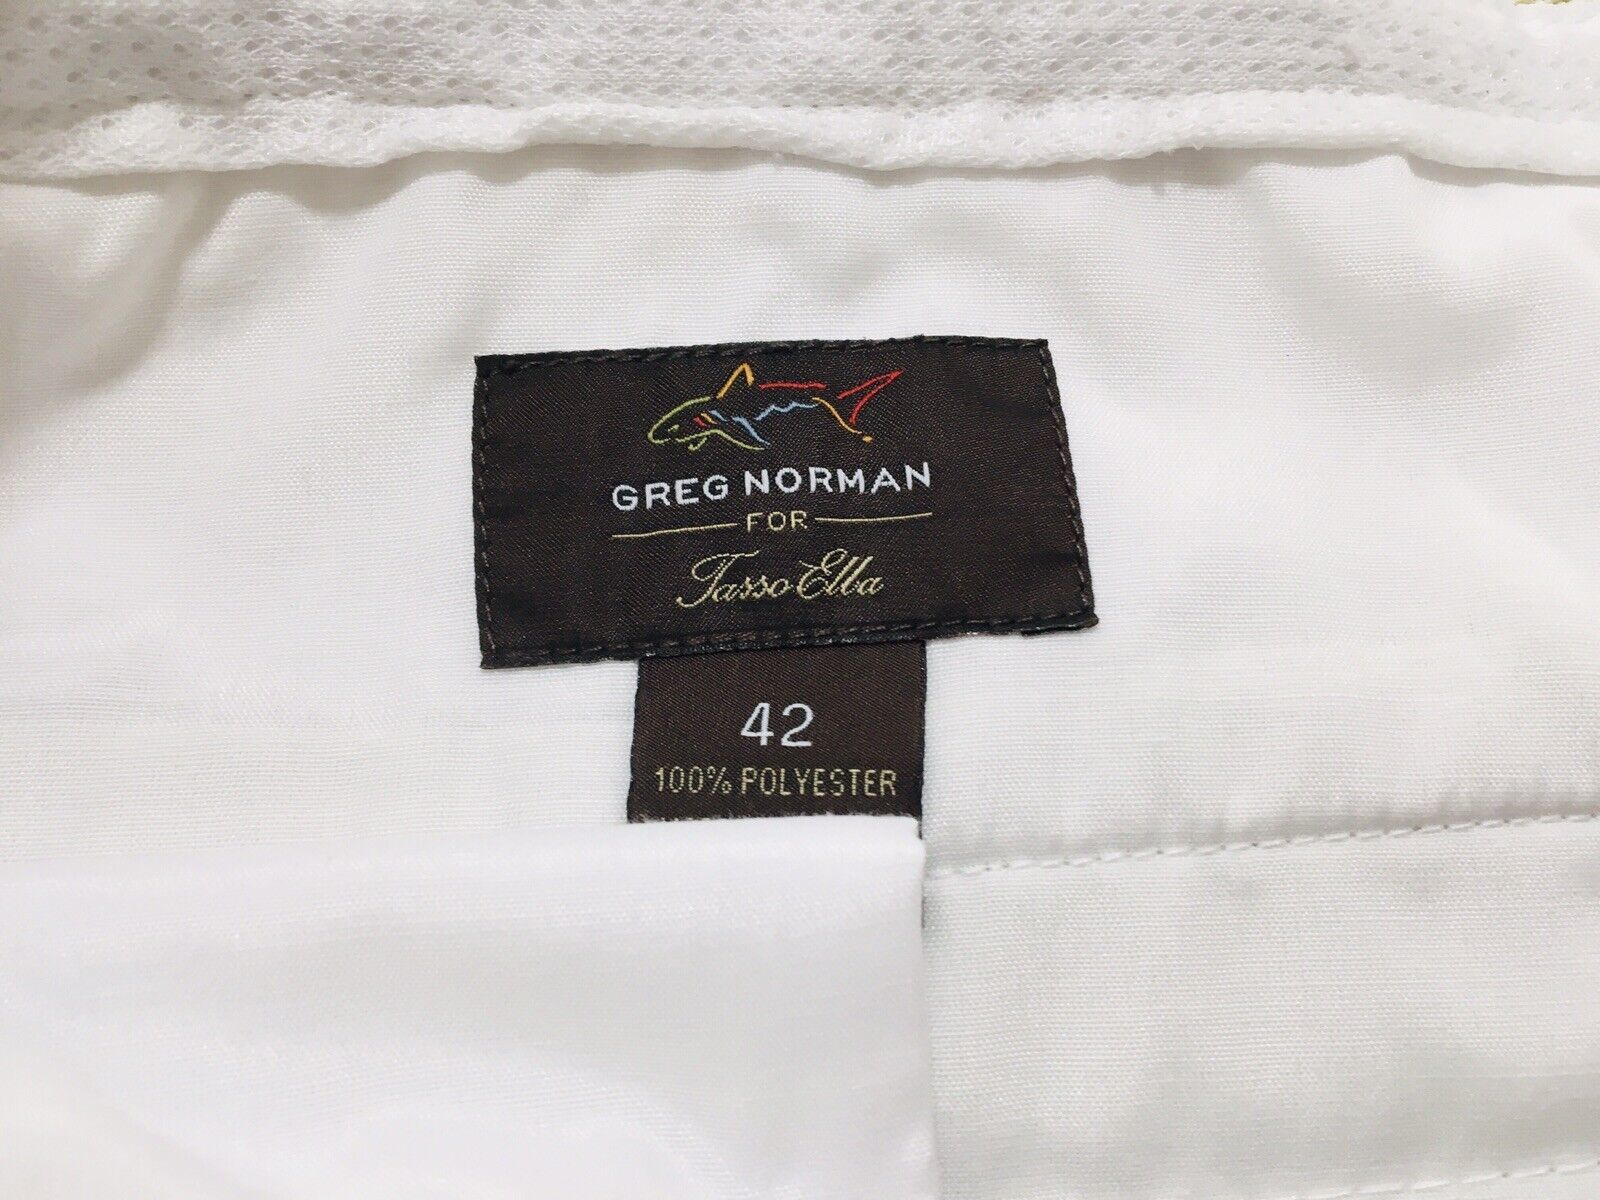 GREG NORMAN
FOR
Tasso Elba
42
100% POLYESTER